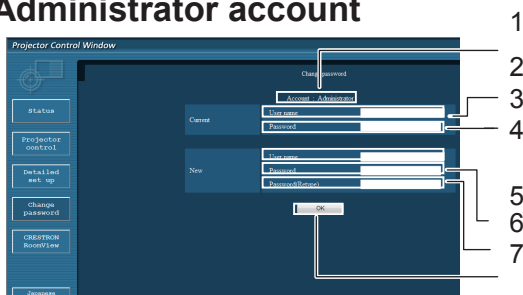 Administrator account
Projector Control Window
Change password
Account : Administrator
Current
User name
Password
New
User name
Password
Password(Retype)
OK
Status
Projector
control
Detailed
set up
Change
password
CRESTRON
RoomView
Japanese
1
2
3
4
5
6
7